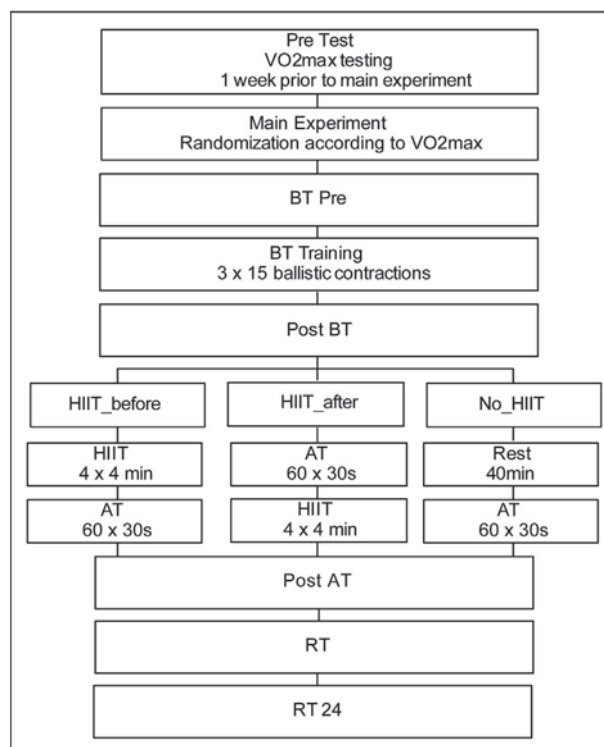 Pre Test
VO2max testing
1 week prior to main experiment
Main Experiment
Randomization according to VO2max
BT Pre
BT Training
3 x 15 ballistic contractions
Post BT
HIIT_before
HIIT_after
No_HIIT
HIIT
4 x 4 min
AT
60 x 30s
Rest
40min
AT
60 x 30s
HIIT
4 x 4 min
AT
60 x 30s
Post AT
RT
RT 24